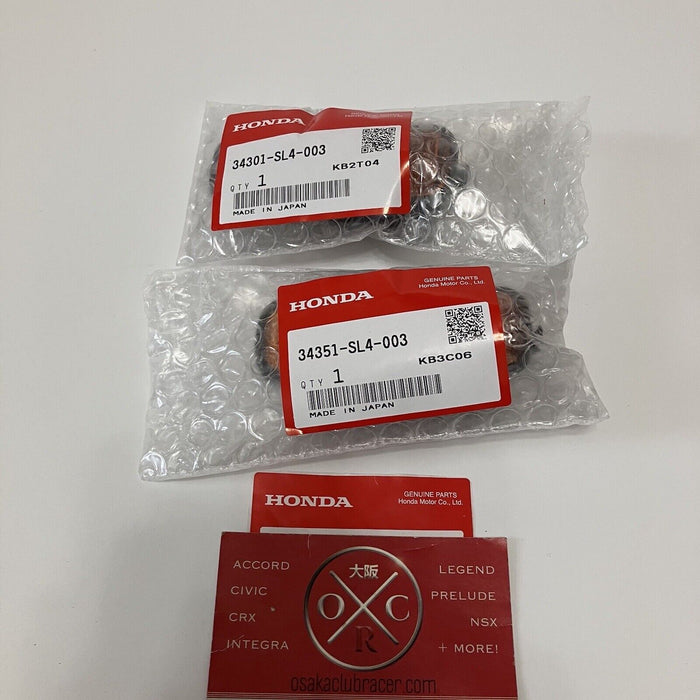 HONDA
34301-SL4-003
KB2T04
QTY 1
MADE IN JAPAN
HONDA
GENUINE PARTS
Honda Motor Co., Ltd.
34351-SL4-003
KB3C06
QTY 1
MADE IN JAPAN
HONDA
GENUINE PARTS
Honda Motor Co., Ltd.
ACCORD
CIVIC
CRX
INTEGRA
大阪
O C
R
LEGEND
PRELUDE
NSX
+ MORE!
osakaclubracer.com